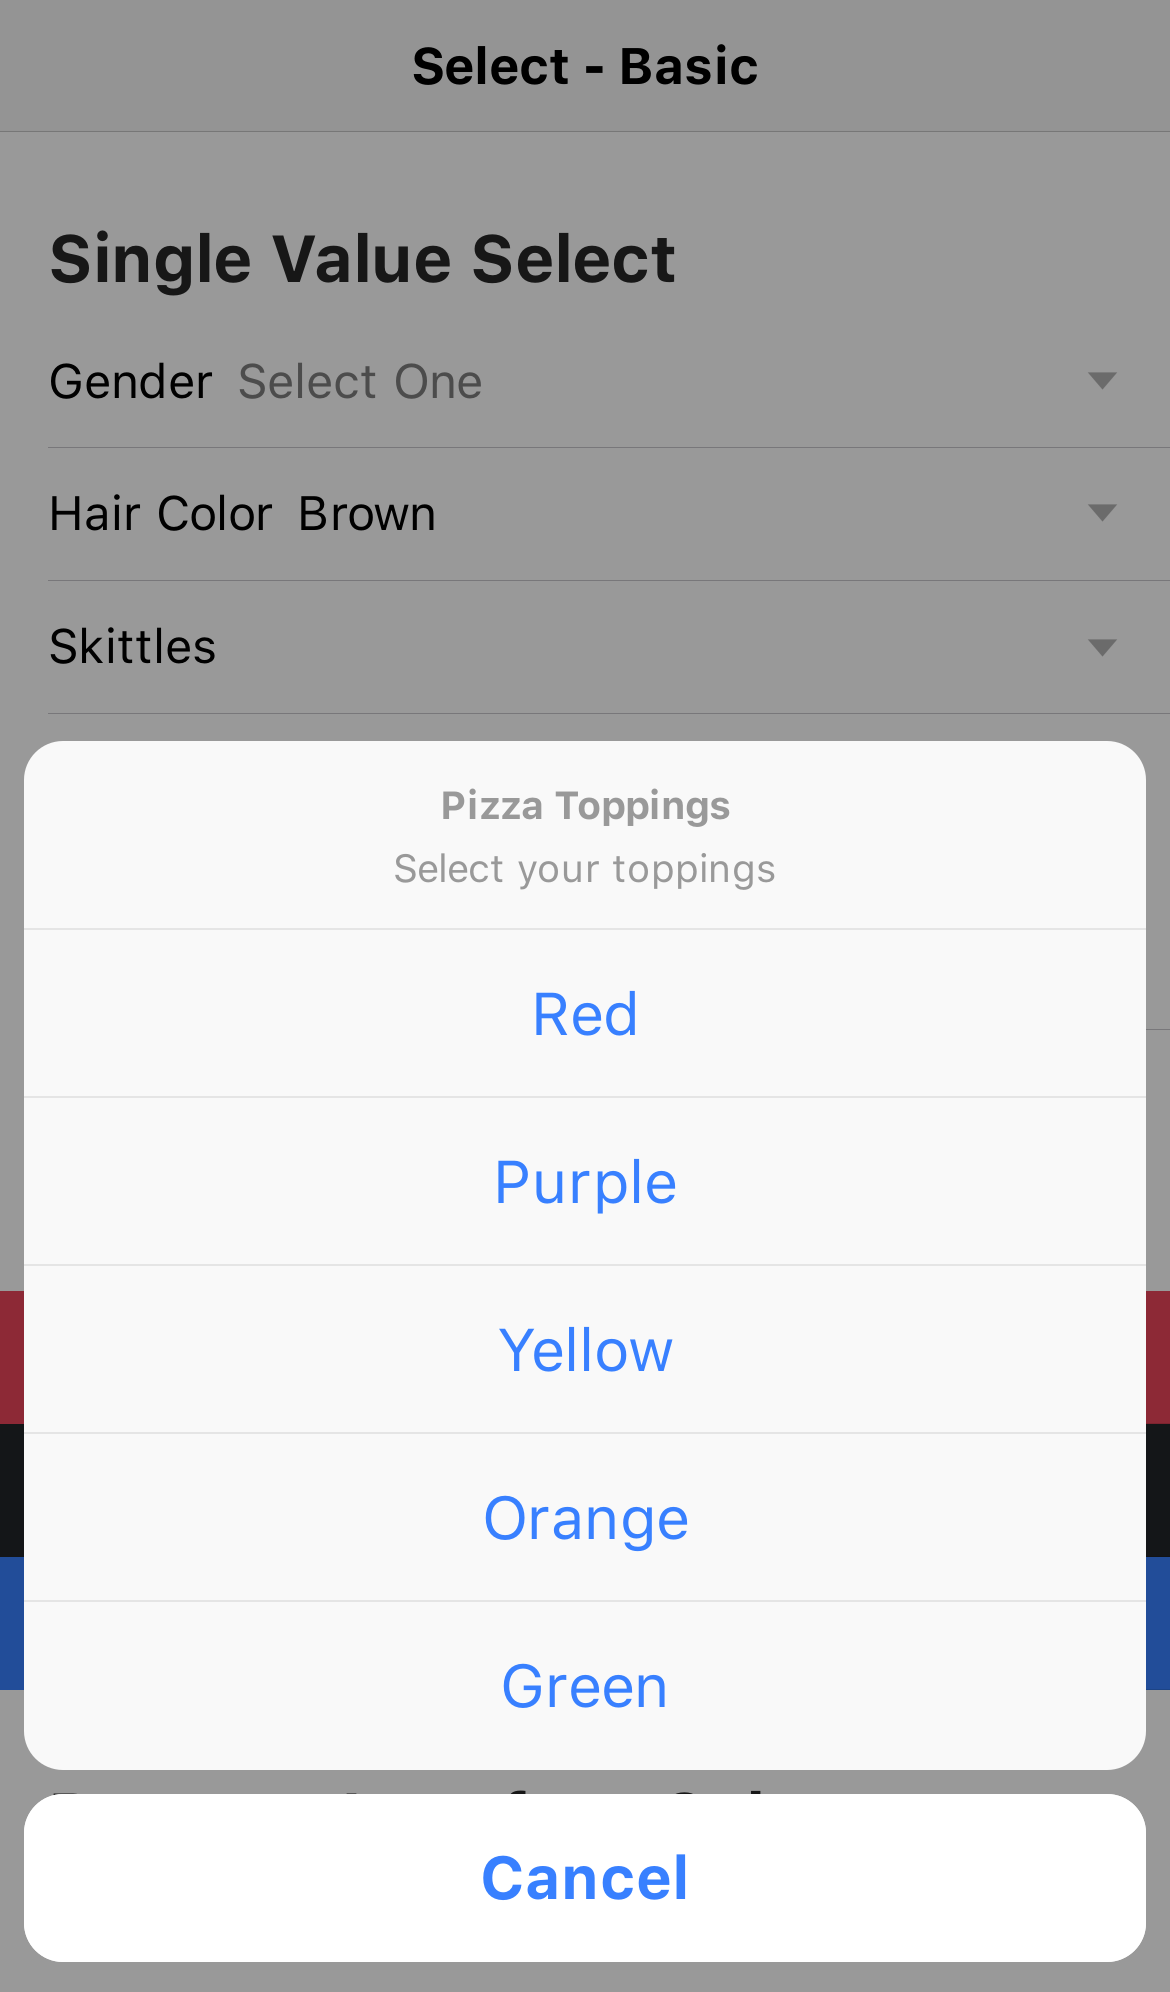 Select - Basic
Single Value Select
Gender Select One
Hair Color Brown
Skittles
Pizza Toppings
Select your toppings
Red
Purple
Yellow
Orange
Green
Cancel